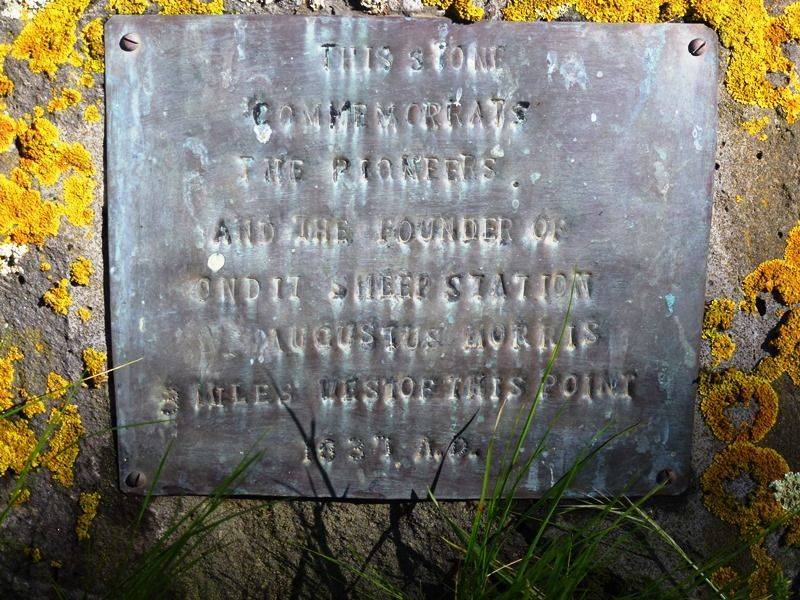 THIS STONE
COMMEMORRATS
THE PIONEERS.
AND THE FOUNDER OF
ONDIT SHEEP STATION
AUGUSTUS MORRIS
3 MILES WEST OF THIS POINT
1837. A.D.